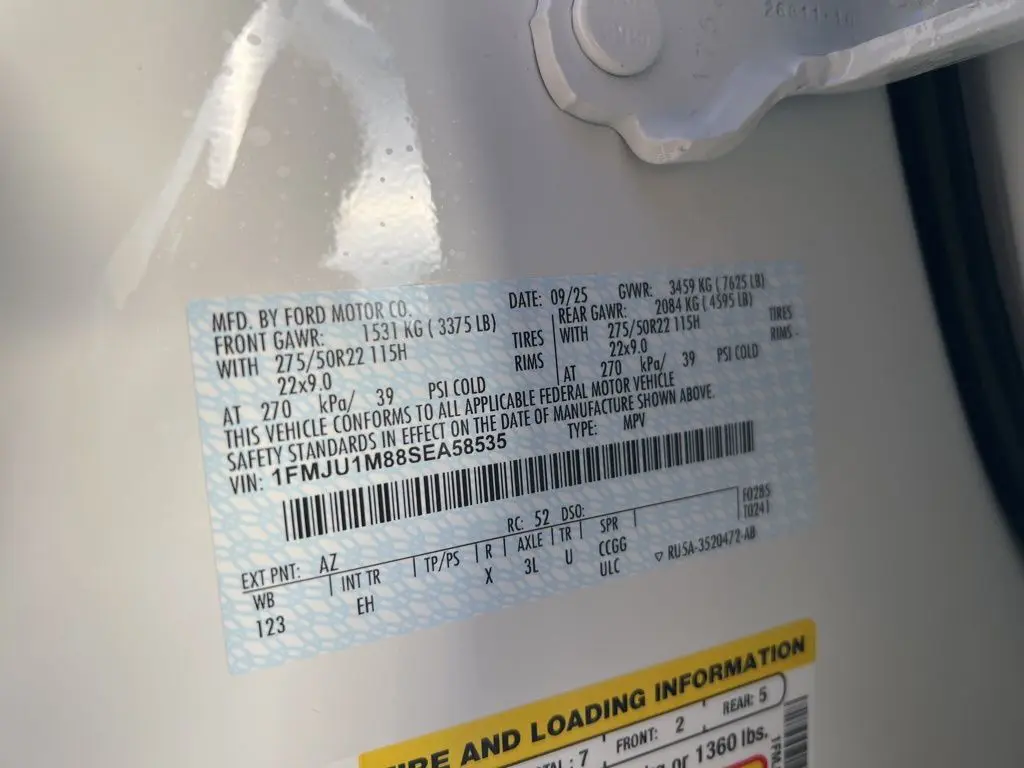 MFD. BY FORD MOTOR CO.
DATE: 09/25 GVWR: 3459 KG ( 7625 LB)
FRONT GAWR: 1531 KG ( 3375 LB)
REAR GAWR: 2084 KG ( 4595 LB)
WITH 275/50R22 115H TIRES
WITH 275/50R22 115H TIRES
22x9.0 RIMS
22x9.0 RIMS
AT 270 kPa/ 39 PSI COLD
AT 270 kPa/ 39 PSI COLD
THIS VEHICLE CONFORMS TO ALL APPLICABLE FEDERAL MOTOR VEHICLE
SAFETY STANDARDS IN EFFECT ON THE DATE OF MANUFACTURE SHOWN ABOVE.
VIN: 1FMJU1M88SEA58535
TYPE: MPV
F0285
T0241
EXT PNT: AZ RC: 52 DSO:
WB INT TR TP/PS R AXLE TR SPR
123 EH X 3L U CCGG
ULC
▽ RU5A-3520472-AB
AND LOADING INFORMATION
: 7 FRONT: 2 REAR: 5
or 1360 lbs.